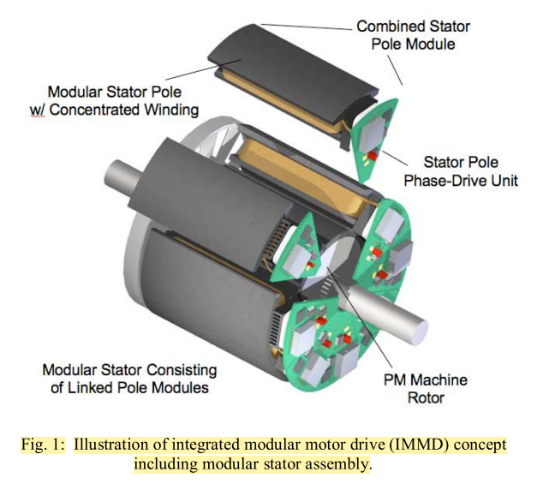 Combined Stator
Pole Module
Modular Stator Pole
w/ Concentrated Winding
Stator Pole
Phase-Drive Unit
Modular Stator Consisting
of Linked Pole Modules
PM Machine
Rotor
Fig. 1: Illustration of integrated modular motor drive (IMMD) concept
including modular stator assembly.